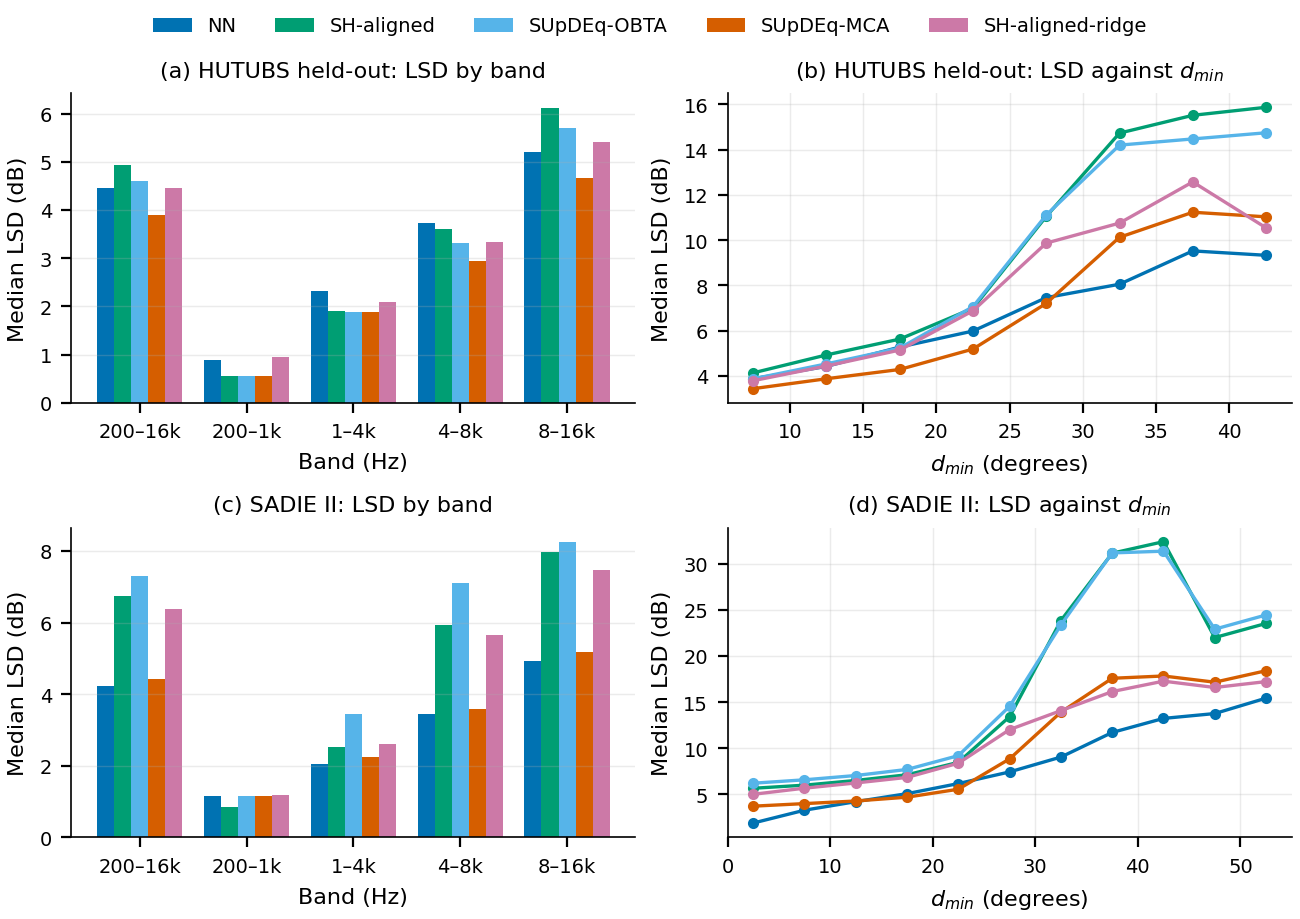 NN SH-aligned SUpDEq-OBTA SUpDEq-MCA SH-aligned-ridge
(a) HUTUBS held-out: LSD by band
Median LSD (dB)
6
5
4
3
2
1
0
200–16k 200–1k 1–4k 4–8k 8–16k
Band (Hz)
(b) HUTUBS held-out: LSD against d_min
Median LSD (dB)
16
14
12
10
8
6
4
10 15 20 25 30 35 40
d_min (degrees)
(c) SADIE II: LSD by band
Median LSD (dB)
8
6
4
2
0
200–16k 200–1k 1–4k 4–8k 8–16k
Band (Hz)
(d) SADIE II: LSD against d_min
Median LSD (dB)
30
25
20
15
10
5
0 10 20 30 40 50
d_min (degrees)